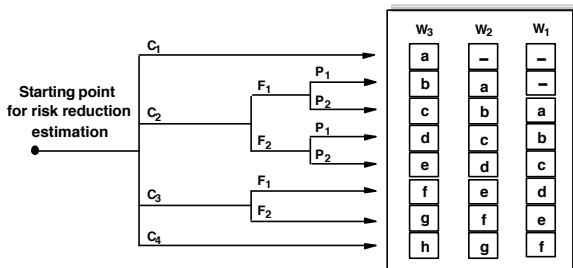 W3 W2 W1
C1
a – –
Starting point
for risk reduction
estimation
C2
F1
P1
b a –
P2
c b a
F2
P1
d c b
P2
e d c
C3
F1
f e d
F2
g f e
C4
h g f